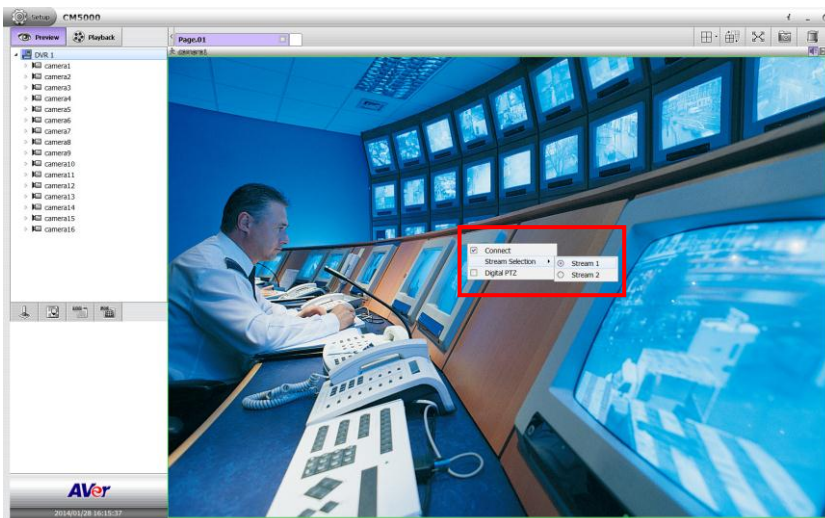 Setup CM5000
Preview Playback
Page.01
DVR 1
camera1
camera1
camera2
camera3
camera4
camera5
camera6
camera7
camera8
camera9
camera10
camera11
camera12
camera13
camera14
camera15
camera16
Connect
Stream Selection
Stream 1
Digital PTZ
Stream 2
AVer
2014/01/28 16:15:37